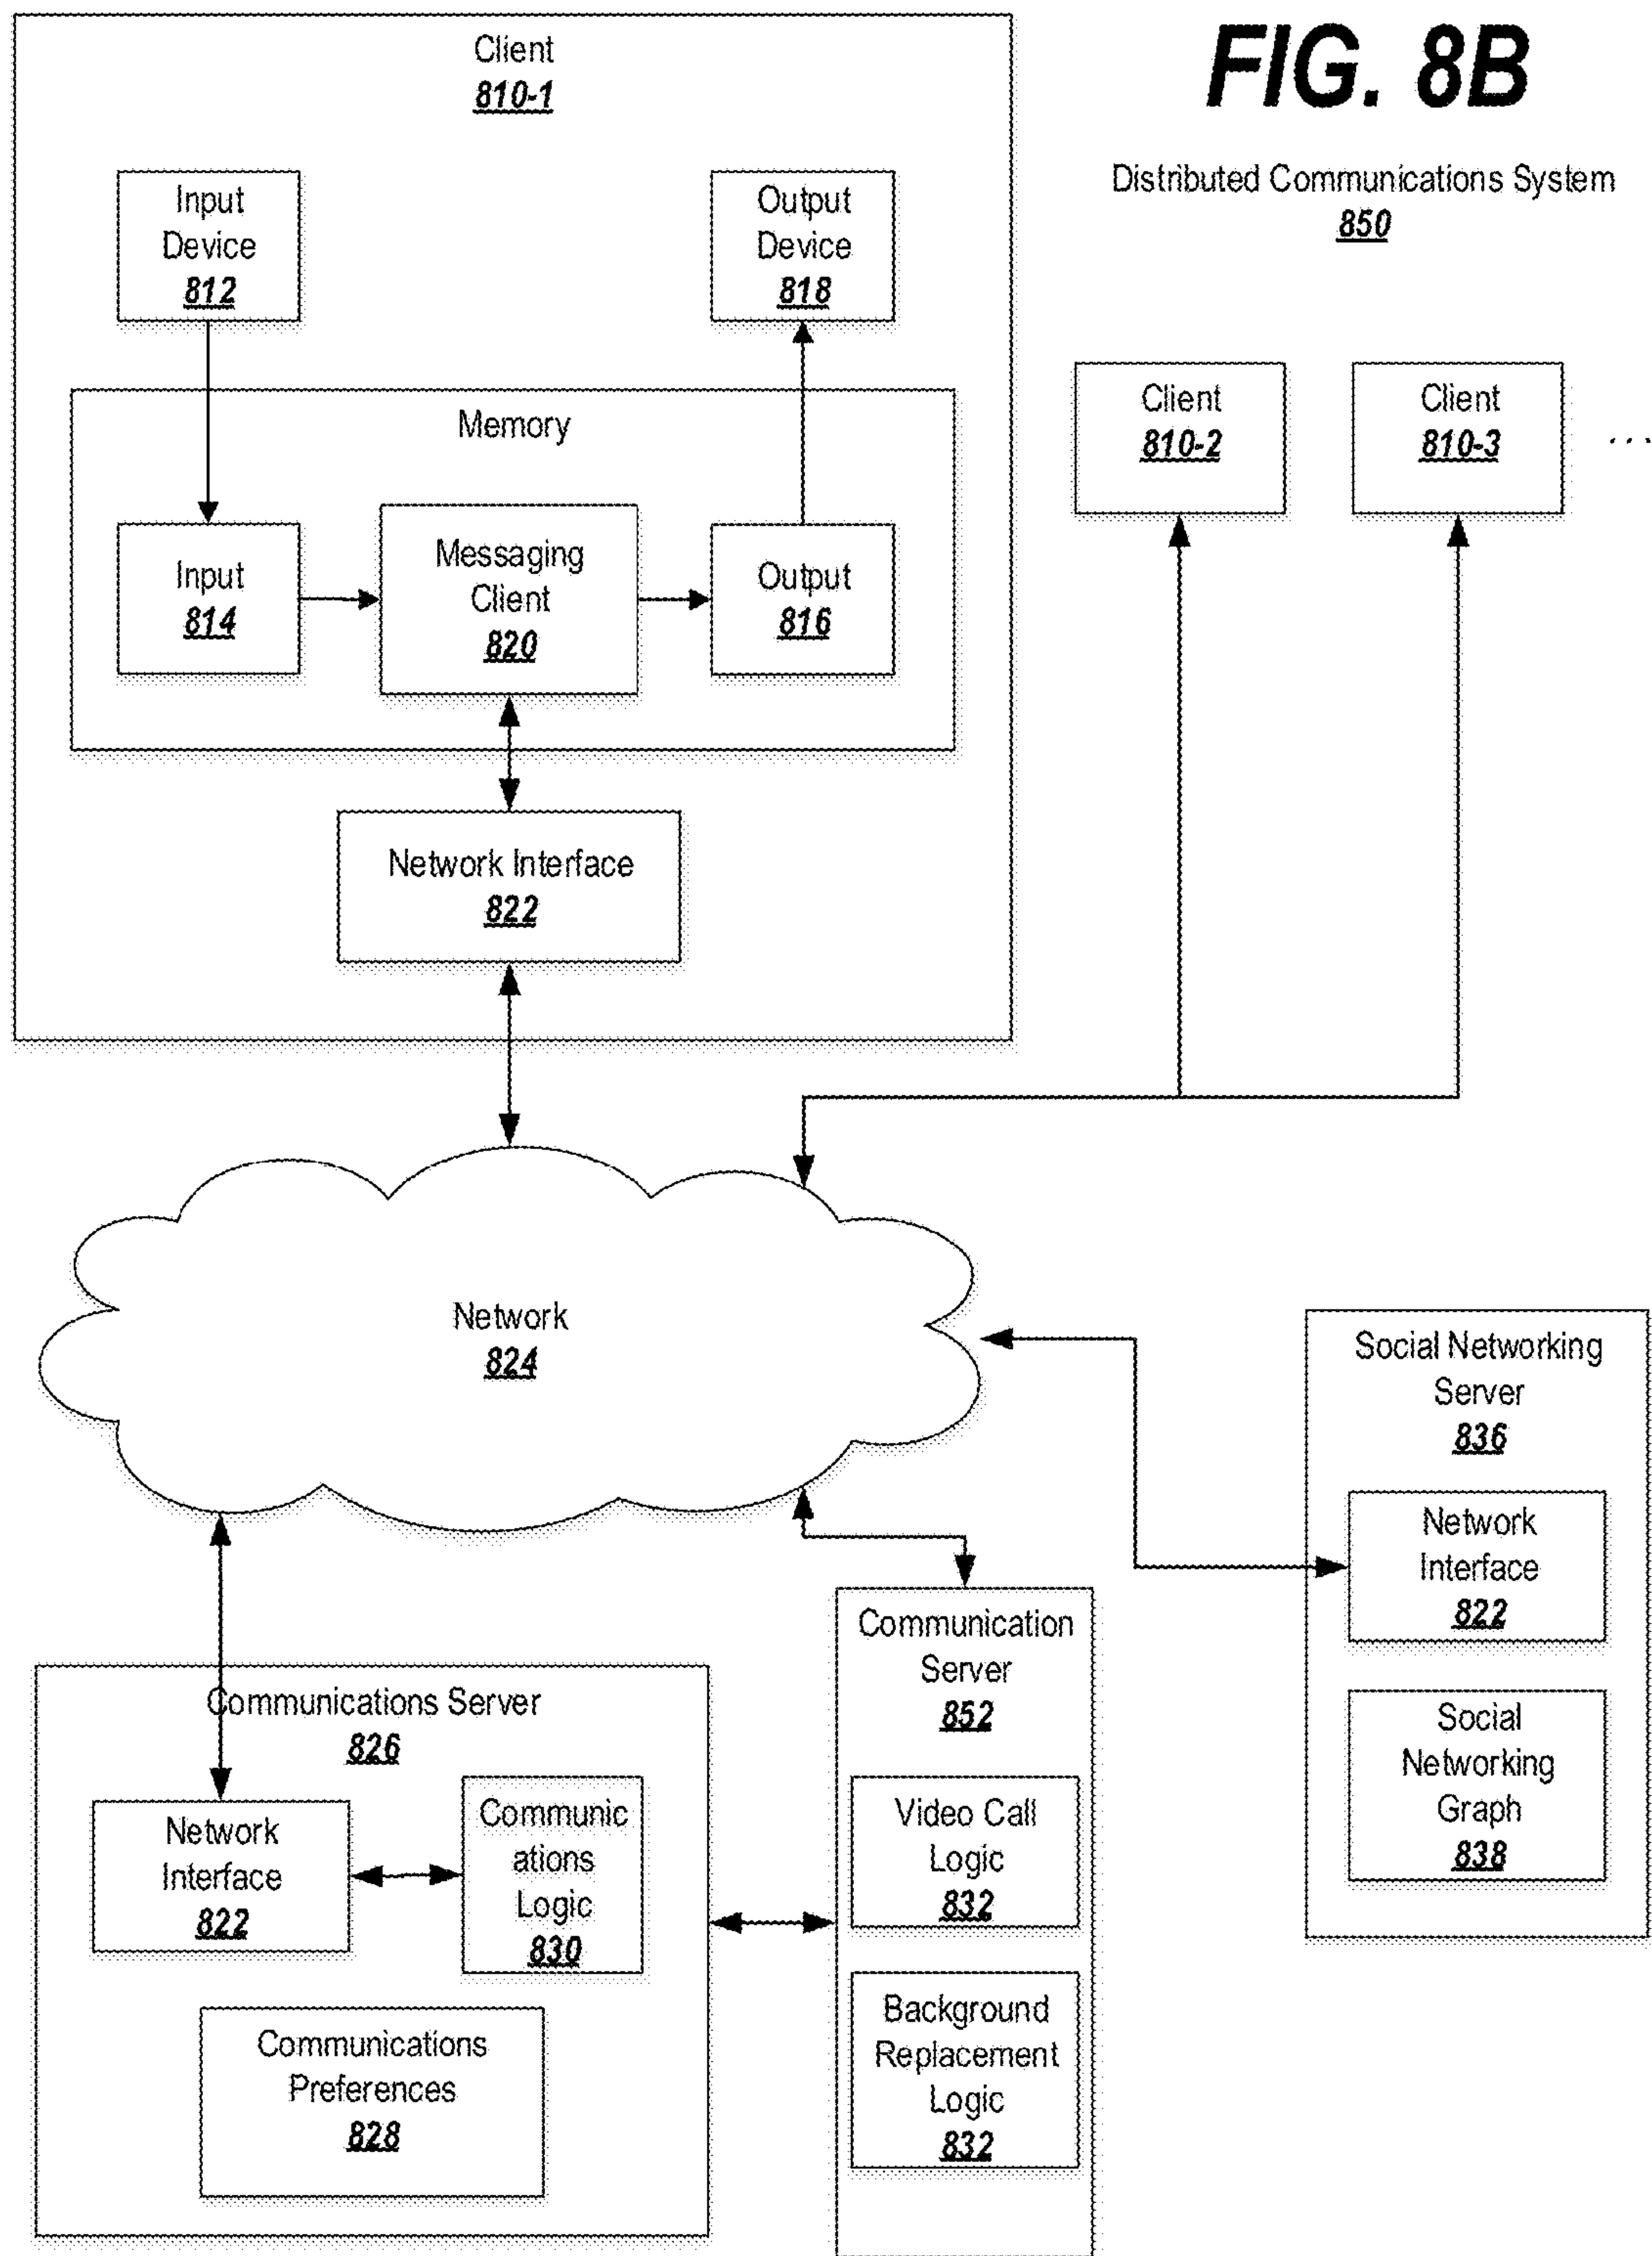 FIG. 8B
Distributed Communications System
850
Client
810-1
Input
Device
812
Output
Device
818
Memory
Input
814
Messaging
Client
820
Output
816
Network Interface
822
Client
810-2
Client
810-3
...
Network
824
Social Networking
Server
836
Network
Interface
822
Social
Networking
Graph
838
Communications Server
826
Network
Interface
822
Communic
ations
Logic
830
Communications
Preferences
828
Communication
Server
852
Video Call
Logic
832
Background
Replacement
Logic
832